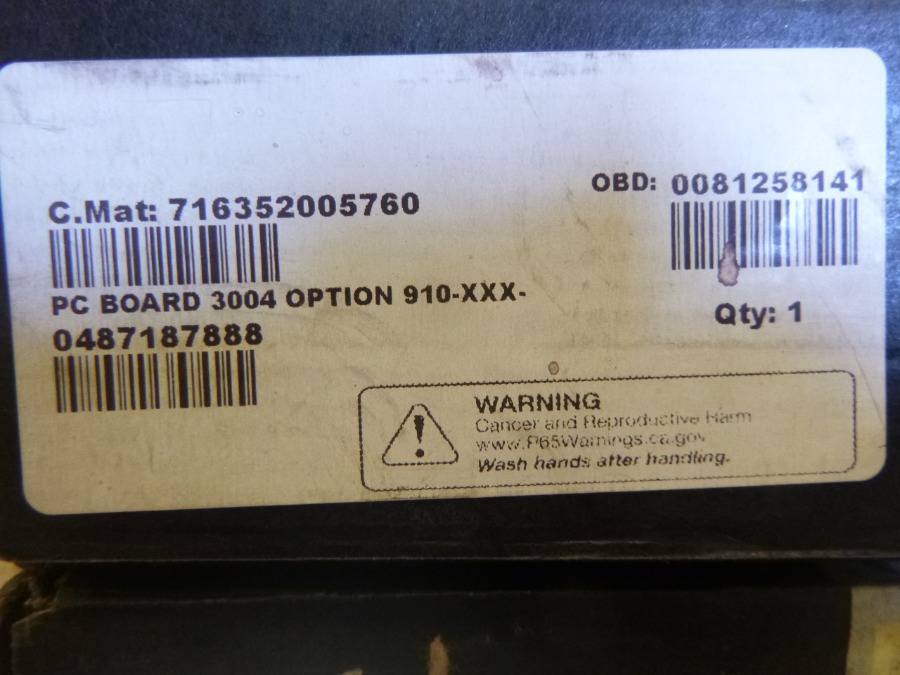 OBD: 0081258141
C.Mat: 716352005760
PC BOARD 3004 OPTION 910-XXX-
Qty: 1
0487187888
WARNING
Cancer and Reproductive Harm
www.P65Warnings.ca.gov
Wash hands after handling.